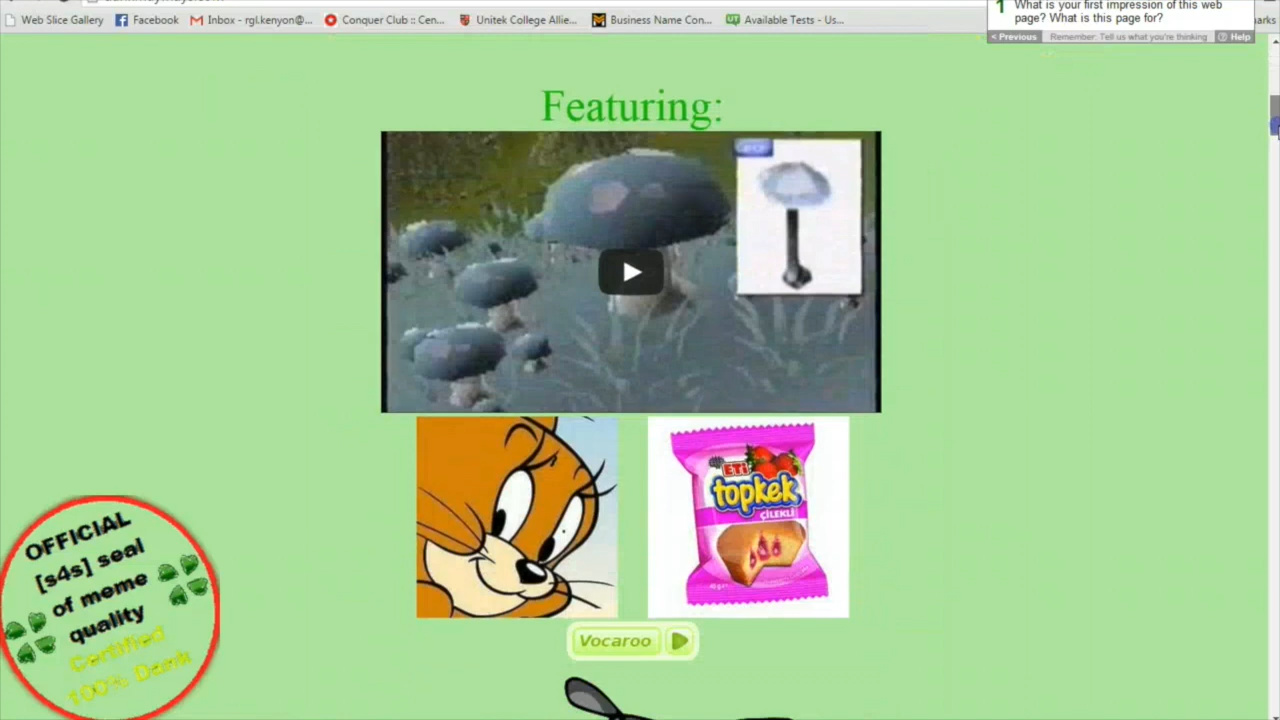 1 What is your first impression of this web
page? What is this page for?
Web Slice Gallery Facebook Inbox - rgl.kenyon@... Conquer Club :: Cen... Unitek College Allie... Business Name Con... UT Available Tests - Us...
< Previous Remember: Tell us what you're thinking ? Help
Featuring:
ETİ
topkek
ÇİLEKLİ
OFFICIAL
[s4s] seal
of meme
quality
Certified
100% Dank
Vocaroo